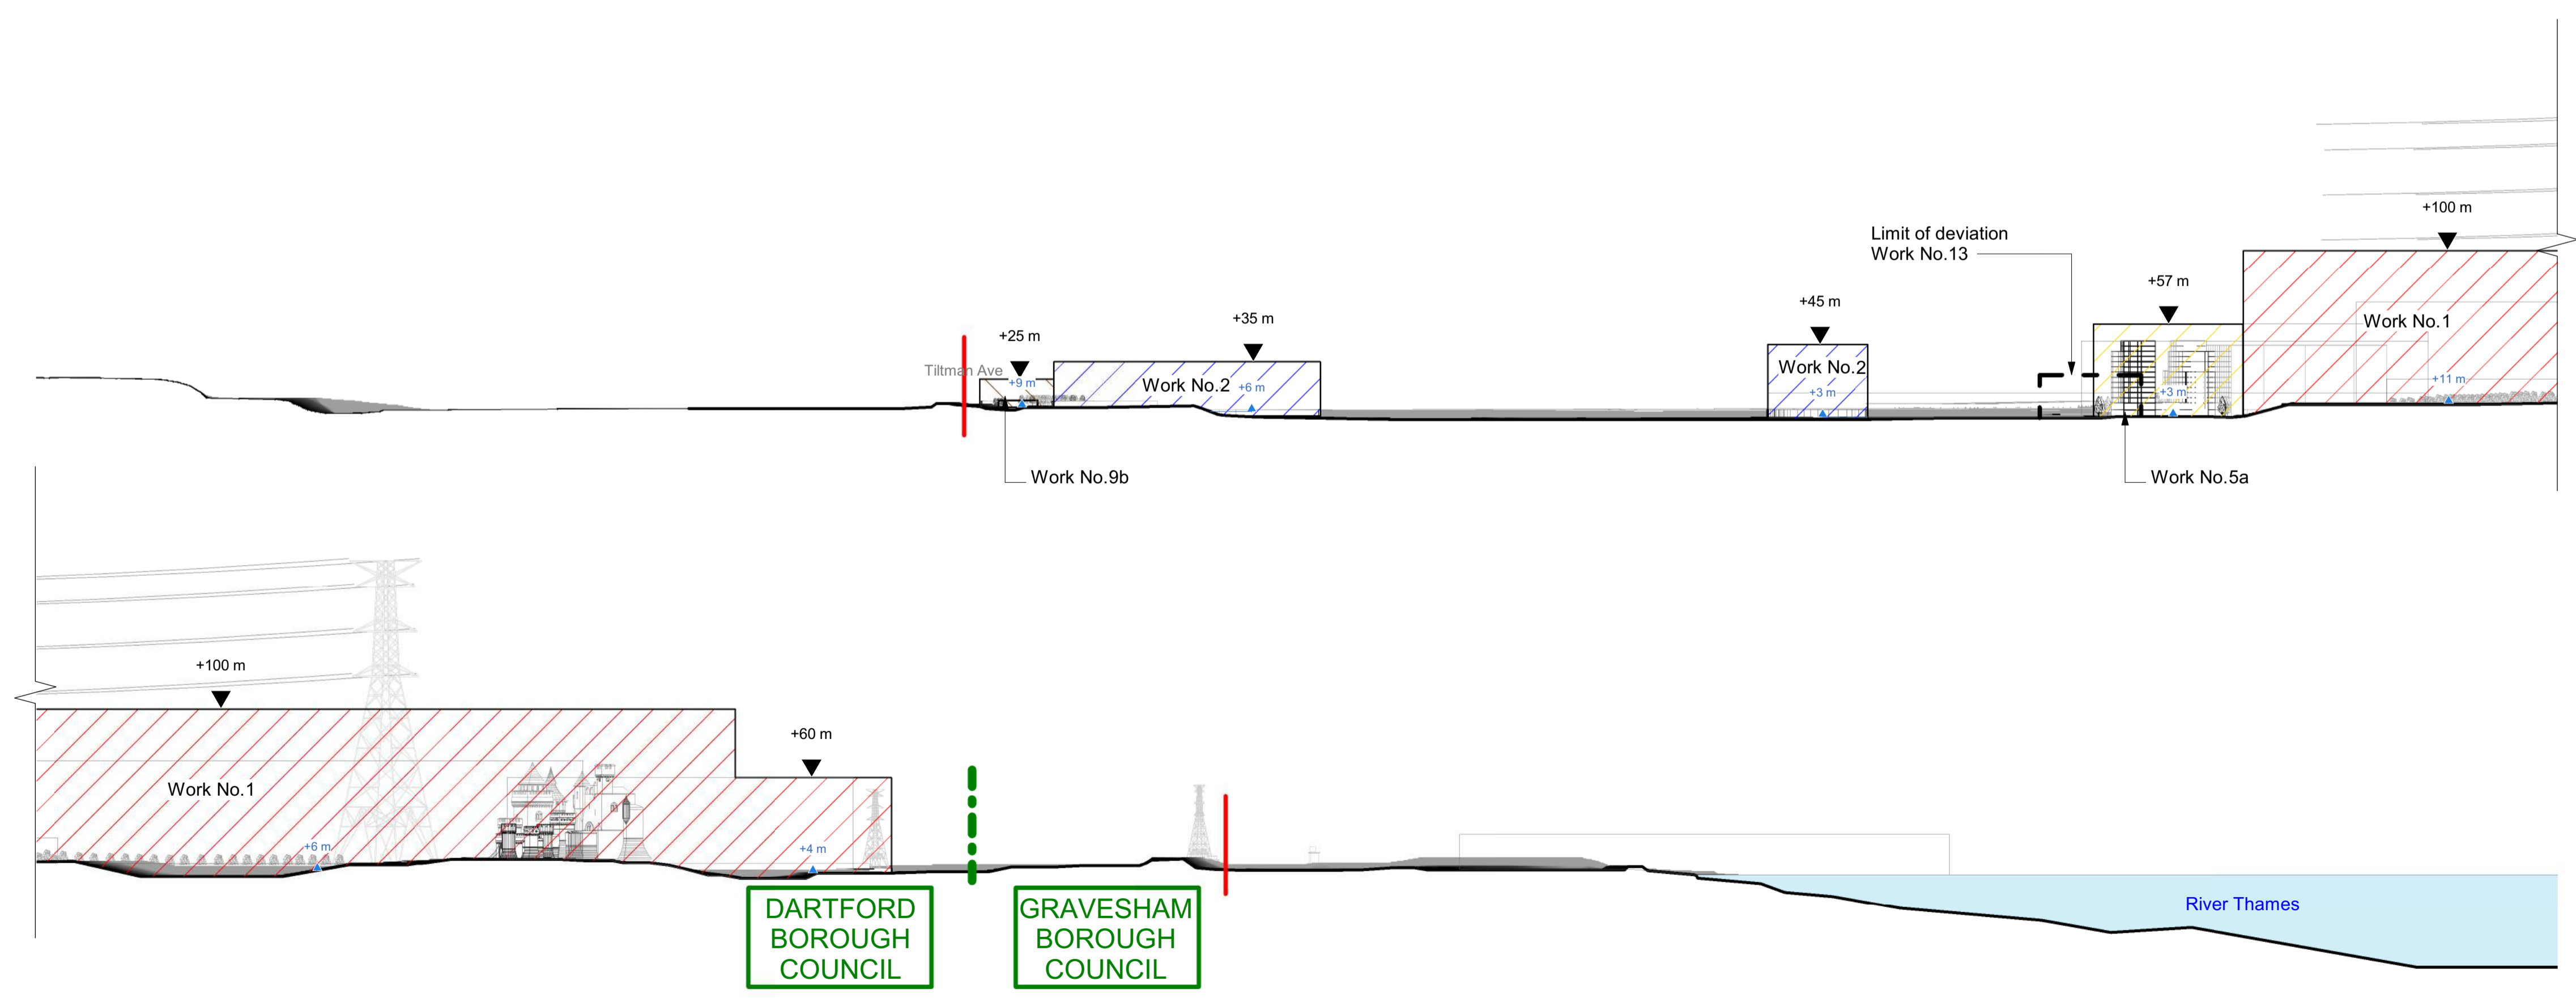 +100 m
Limit of deviation
Work No.13
+57 m
+45 m
+35 m
+25 m
Work No.1
Tiltman Ave
+9 m
Work No.2
+6 m
Work No.2
+3 m
+3 m
+11 m
Work No.9b
Work No.5a
+100 m
+60 m
Work No.1
+6 m
+4 m
DARTFORD
BOROUGH
COUNCIL
GRAVESHAM
BOROUGH
COUNCIL
River Thames